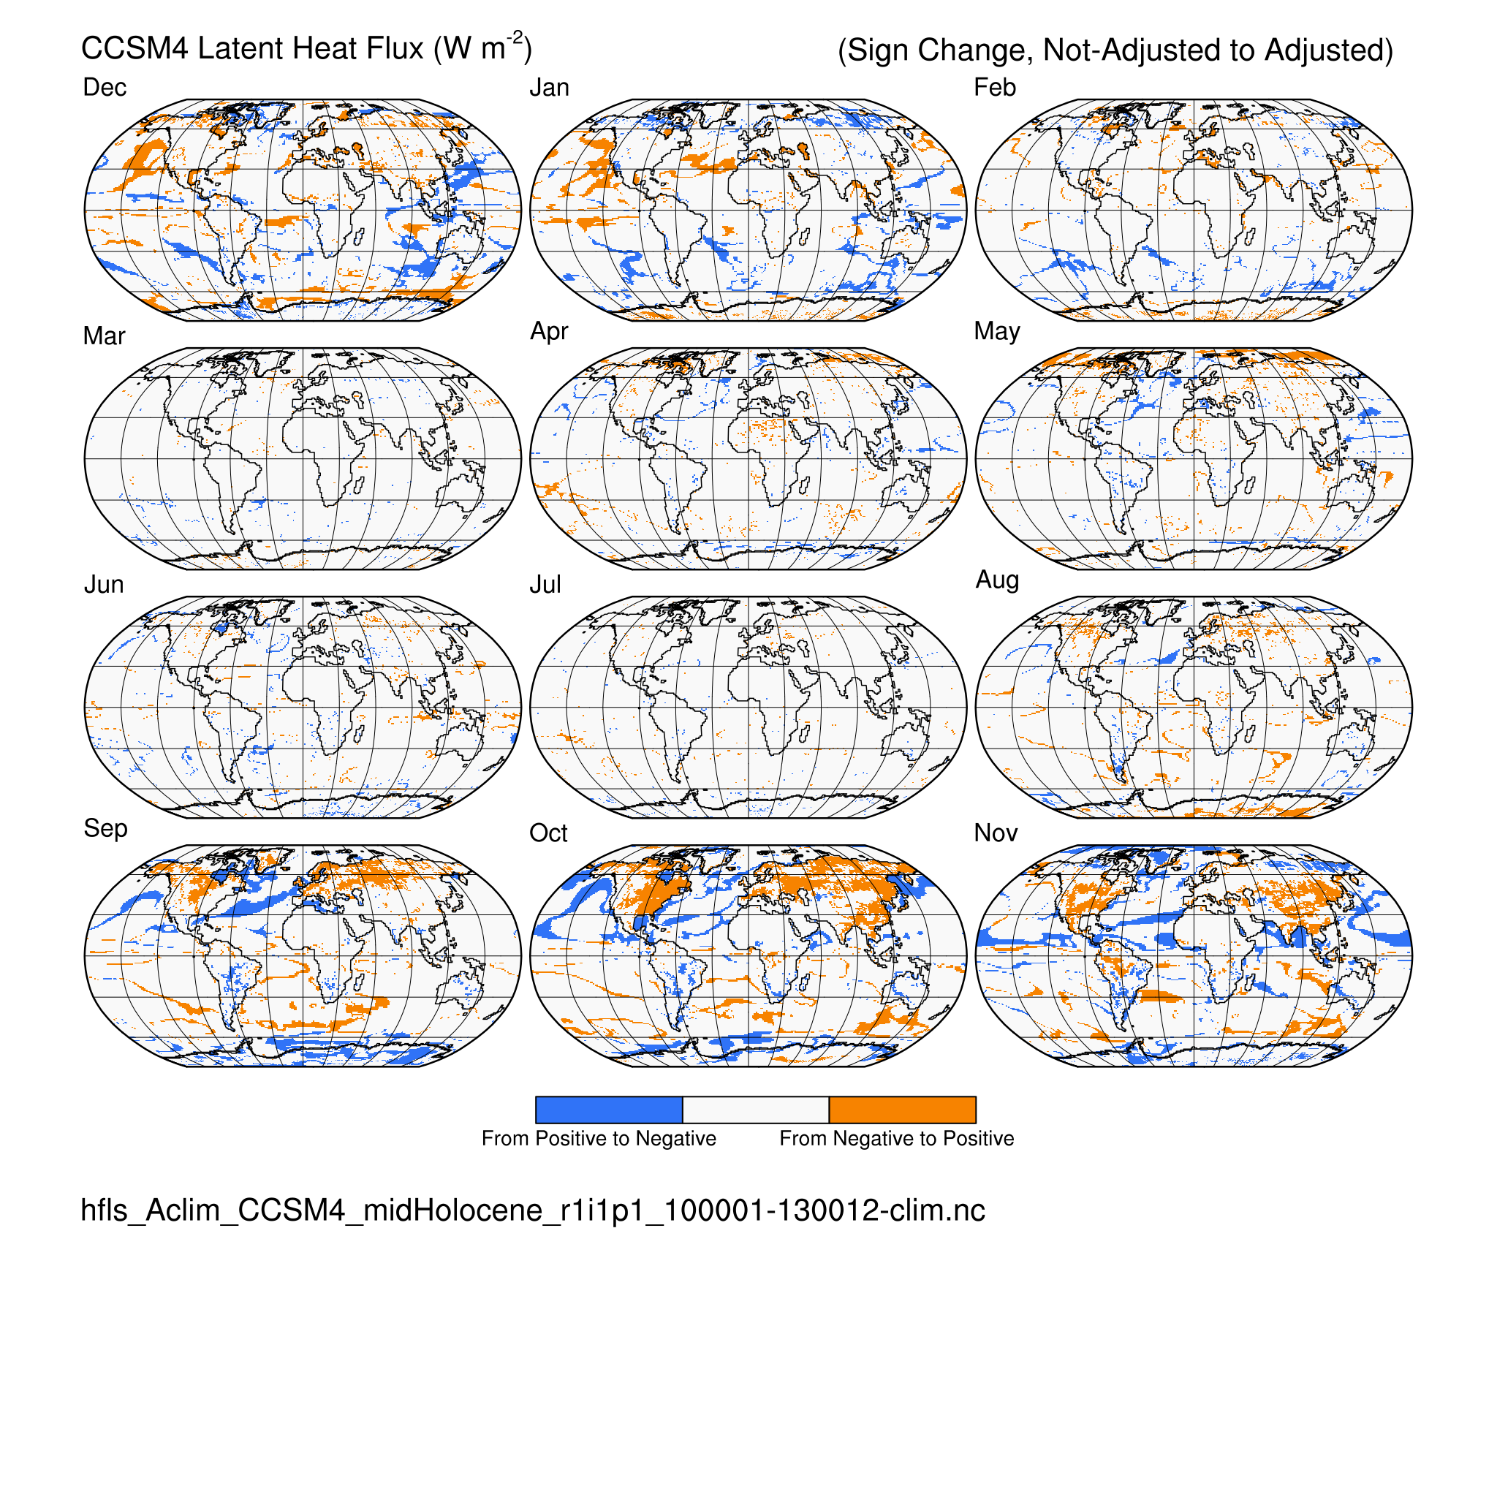 CCSM4 Latent Heat Flux (W m-2)
(Sign Change, Not-Adjusted to Adjusted)
Dec
Jan
Feb
Mar
Apr
May
Jun
Jul
Aug
Sep
Oct
Nov
From Positive to Negative
From Negative to Positive
hfls_Aclim_CCSM4_midHolocene_r1i1p1_100001-130012-clim.nc